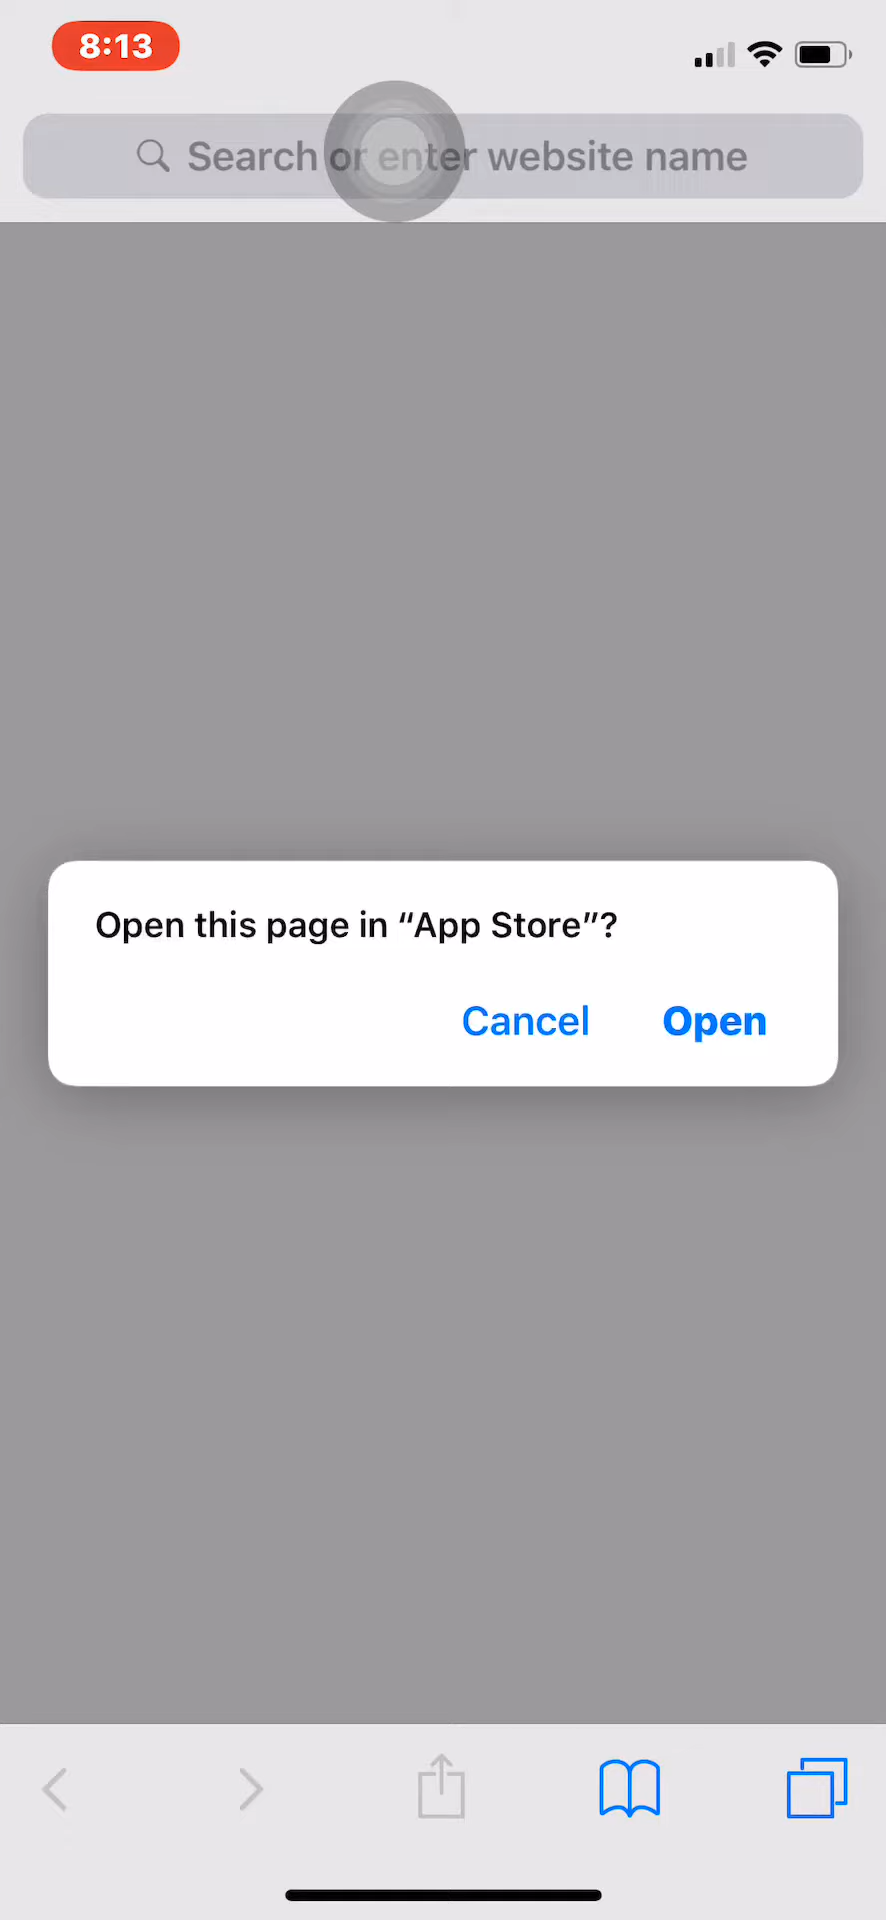 8:13
Search or enter website name
Open this page in “App Store”?
Cancel Open